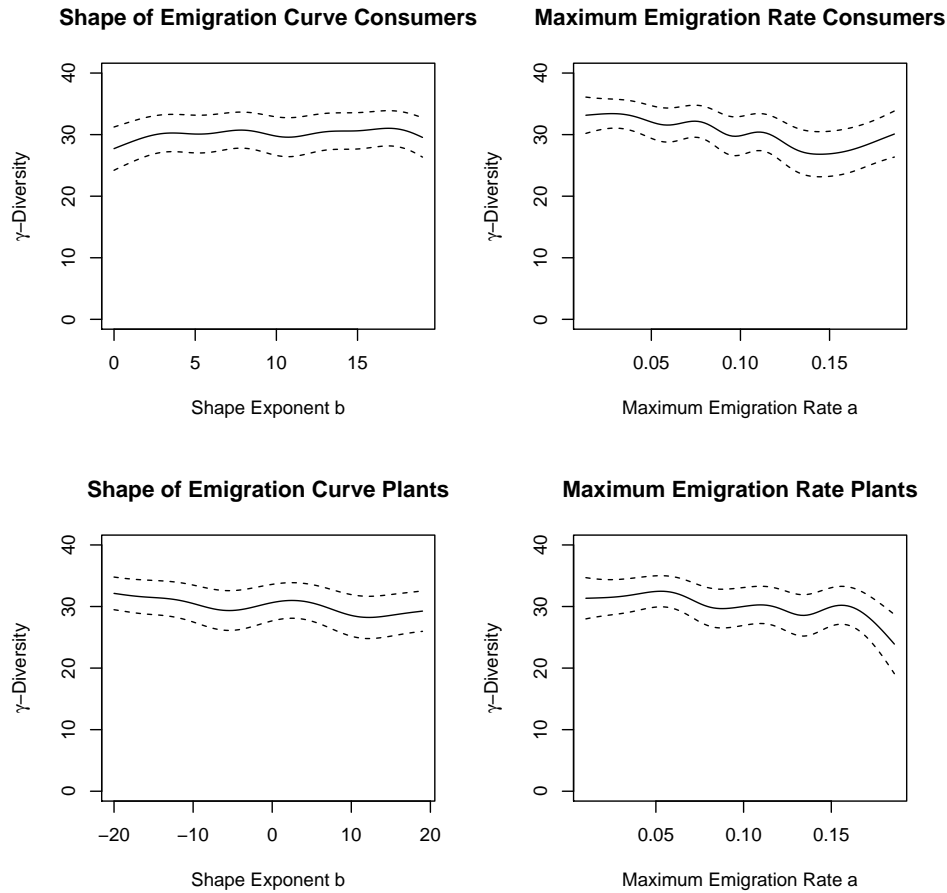 Shape of Emigration Curve Consumers
γ−Diversity
40
30
20
10
0
0 5 10 15
Shape Exponent b
Maximum Emigration Rate Consumers
γ−Diversity
40
30
20
10
0
0.05 0.10 0.15
Maximum Emigration Rate a
Shape of Emigration Curve Plants
γ−Diversity
40
30
20
10
0
−20 −10 0 10 20
Shape Exponent b
Maximum Emigration Rate Plants
γ−Diversity
40
30
20
10
0
0.05 0.10 0.15
Maximum Emigration Rate a